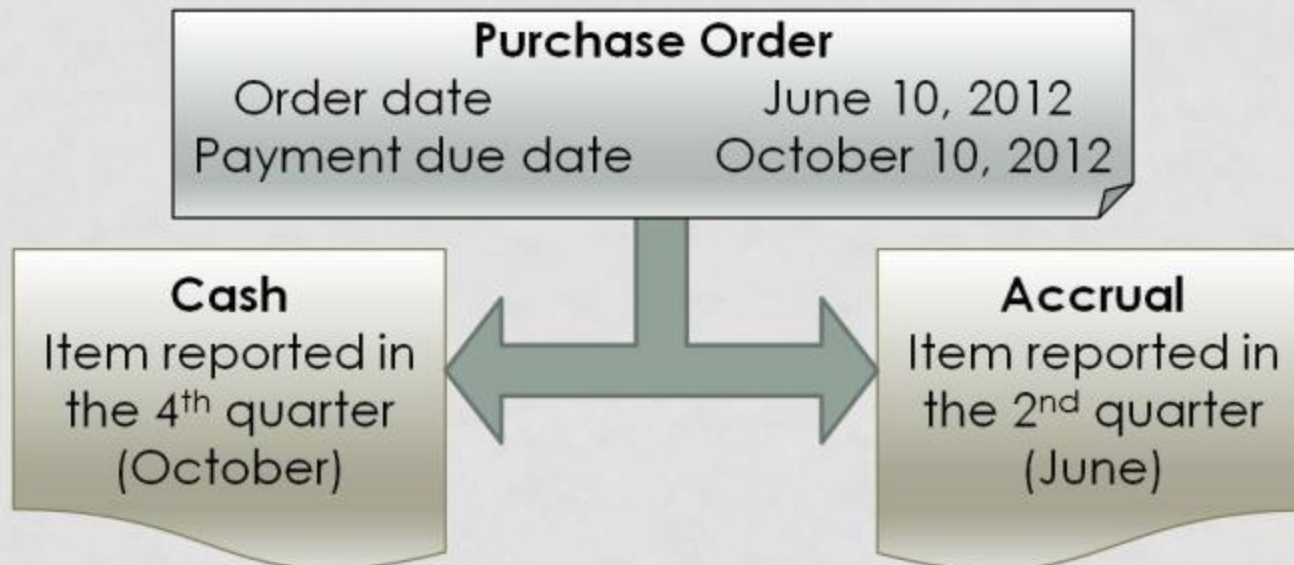 Purchase Order
Order date June 10, 2012
Payment due date October 10, 2012
Cash
Item reported in
the 4th quarter
(October)
Accrual
Item reported in
the 2nd quarter
(June)